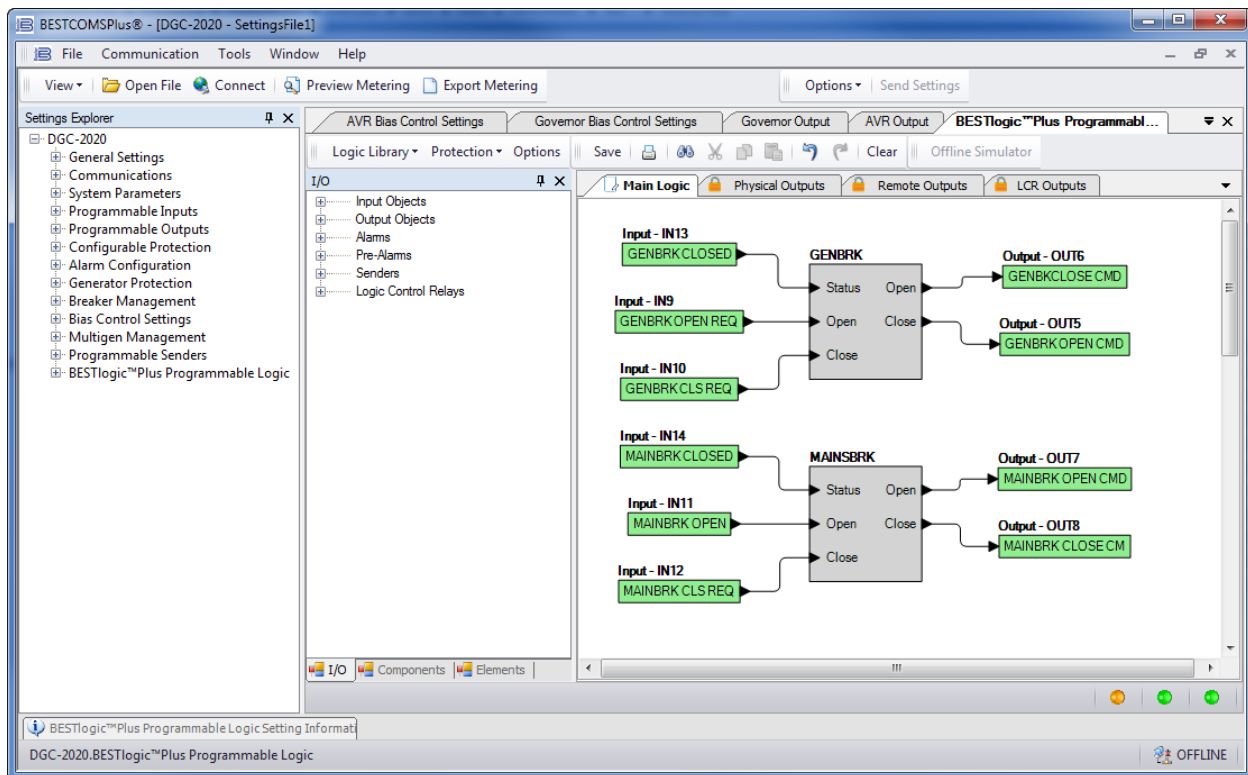 BESTCOMSPlus® - [DGC-2020 - SettingsFile1]
File Communication Tools Window Help
View Open File Connect Preview Metering Export Metering Options Send Settings
Settings Explorer
DGC-2020
General Settings
Communications
System Parameters
Programmable Inputs
Programmable Outputs
Configurable Protection
Alarm Configuration
Generator Protection
Breaker Management
Bias Control Settings
Multigen Management
Programmable Senders
BESTlogic™Plus Programmable Logic
AVR Bias Control Settings Governor Bias Control Settings Governor Output AVR Output BESTlogic™Plus Programmabl...
Logic Library Protection Options Save Clear Offline Simulator
I/O
Input Objects
Output Objects
Alarms
Pre-Alarms
Senders
Logic Control Relays
I/O Components Elements
Main Logic Physical Outputs Remote Outputs LCR Outputs
Input - IN13
GENBRK CLOSED
Input - IN9
GENBRK OPEN REQ
Input - IN10
GENBRK CLS REQ
GENBRK
Status Open
Open Close
Close
Output - OUT6
GENBKCLOSE CMD
Output - OUT5
GENBRK OPEN CMD
Input - IN14
MAINBRK CLOSED
Input - IN11
MAINBRK OPEN
Input - IN12
MAINBRK CLS REQ
MAINSBRK
Status Open
Open Close
Close
Output - OUT7
MAINBRK OPEN CMD
Output - OUT8
MAINBRK CLOSE CM
BESTlogic™Plus Programmable Logic Setting Informati
DGC-2020.BESTlogic™Plus Programmable Logic OFFLINE